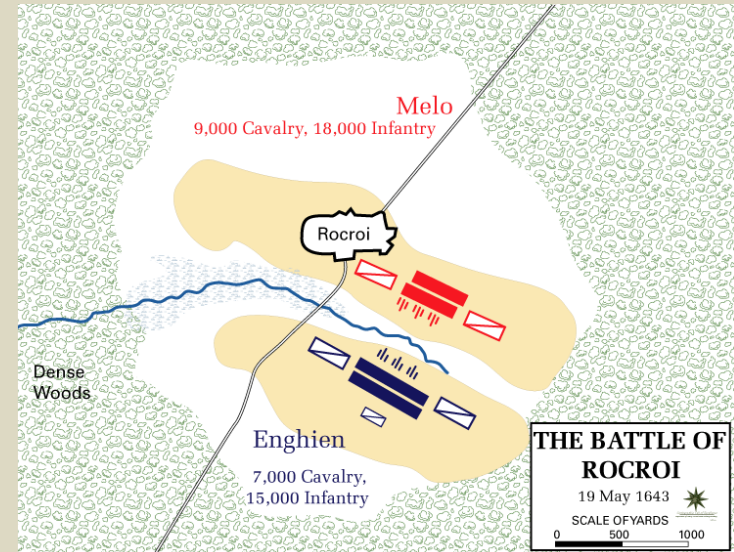 Melo
9,000 Cavalry, 18,000 Infantry
Rocroi
Dense
Woods
Enghien
7,000 Cavalry,
15,000 Infantry
THE BATTLE OF
ROCROI
19 May 1643
SCALE OF YARDS
0 500 1000